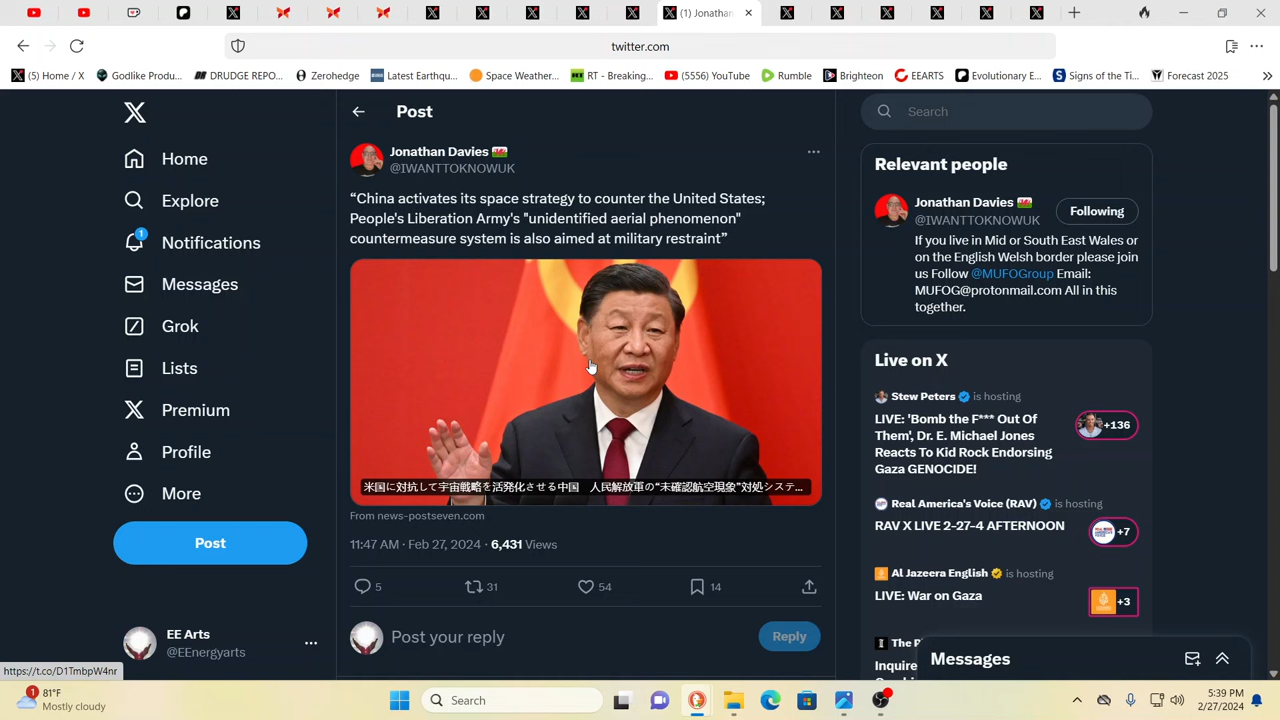 (1) Jonathan
twitter.com
(5) Home / X
Godlike Produ...
DRUDGE REPO...
Zerohedge
Latest Earthqu...
Space Weather...
RT - Breaking...
(5556) YouTube
Rumble
Brighteon
EEARTS
Evolutionary E...
Signs of the Ti...
Forecast 2025
Home
Explore
1
Notifications
Messages
Grok
Lists
Premium
Profile
More
Post
EE Arts
@EEnergyarts
https://t.co/D1TmbpW4nr
Post
Jonathan Davies
@IWANTTOKNOWUK
“China activates its space strategy to counter the United States;
People's Liberation Army's "unidentified aerial phenomenon"
countermeasure system is also aimed at military restraint”
米国に対抗して宇宙戦略を活発化させる中国 人民解放軍の“未確認航空現象”対処システ...
From news-postseven.com
11:47 AM · Feb 27, 2024 · 6,431 Views
5
31
54
14
Post your reply
Reply
Search
Relevant people
Jonathan Davies
@IWANTTOKNOWUK
Following
If you live in Mid or South East Wales or
on the English Welsh border please join
us Follow @MUFOGroup Email:
MUFOG@protonmail.com All in this
together.
Live on X
Stew Peters is hosting
LIVE: 'Bomb the F*** Out Of
Them', Dr. E. Michael Jones
Reacts To Kid Rock Endorsing
Gaza GENOCIDE!
+136
Real America's Voice (RAV) is hosting
RAV X LIVE 2-27-4 AFTERNOON
+7
Al Jazeera English is hosting
LIVE: War on Gaza
+3
Inquire
Messages
1
81°F
Mostly cloudy
Search
5:39 PM
2/27/2024